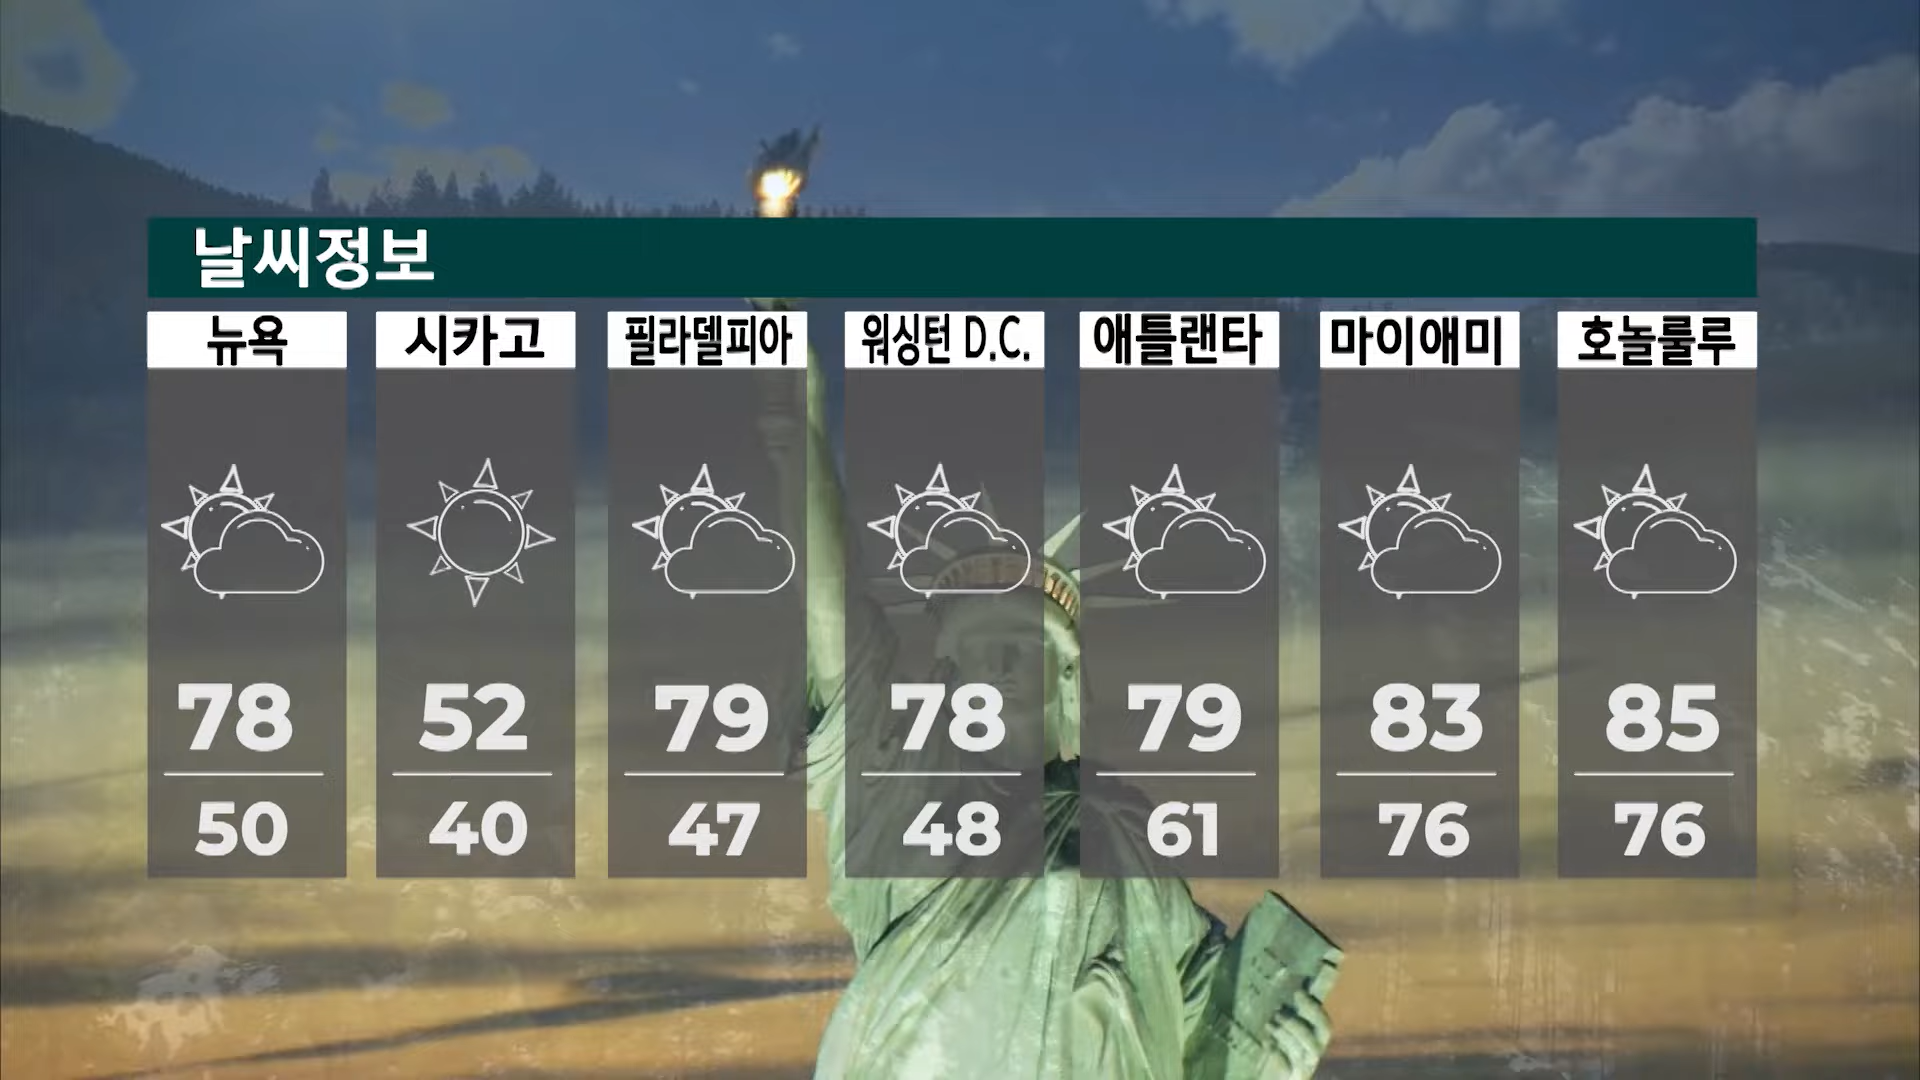 날씨정보
뉴욕 시카고 필라델피아 워싱턴 D.C. 애틀랜타 마이애미 호놀룰루
78 52 79 78 79 83 85
50 40 47 48 61 76 76